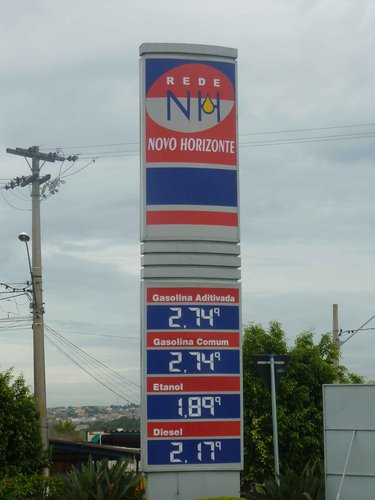 REDE
NH
NOVO HORIZONTE
Gasolina Aditivada
2.74⁹
Gasolina Comum
2.74⁹
Etanol
1.89⁹
Diesel
2.17⁹